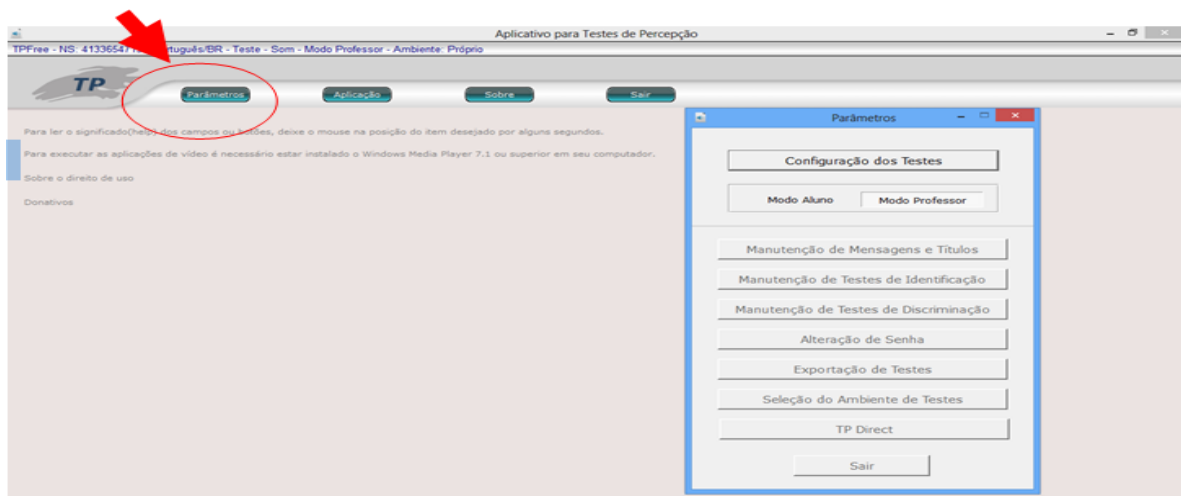 Aplicativo para Testes de Percepção
TPFree - NS: 41336547 Português/BR - Teste - Som - Modo Professor - Ambiente: Próprio
TP
Parâmetros
Aplicação
Sobre
Sair
Para ler o significado(help) dos campos ou botões, deixe o mouse na posição do item desejado por alguns segundos.
Para executar as aplicações de vídeo é necessário estar instalado o Windows Media Player 7.1 ou superior em seu computador.
Sobre o direito de uso
Donativos
Parâmetros
Configuração dos Testes
Modo Aluno
Modo Professor
Manutenção de Mensagens e Títulos
Manutenção de Testes de Identificação
Manutenção de Testes de Discriminação
Alteração de Senha
Exportação de Testes
Seleção do Ambiente de Testes
TP Direct
Sair